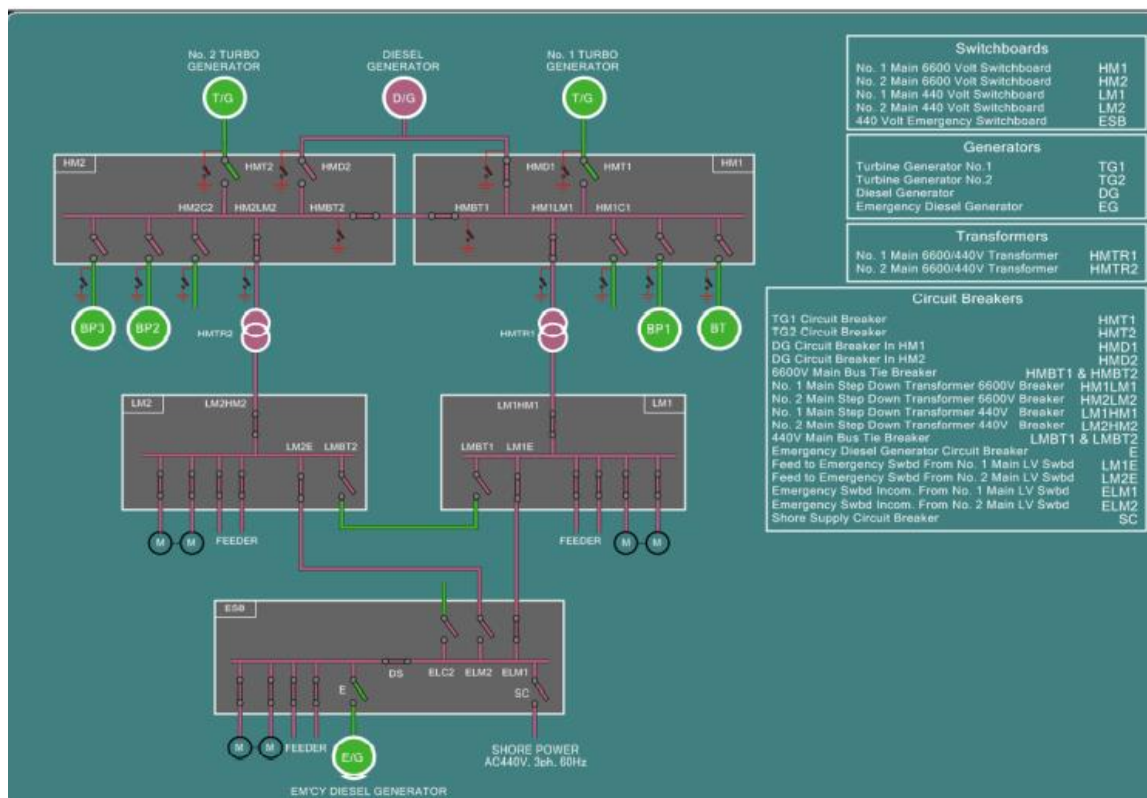 No. 2 TURBO
GENERATOR
DIESEL
GENERATOR
No. 1 TURBO
GENERATOR
T/G
D/G
T/G
HM2
HMT2
HMD2
HMD1
HMT1
HM1
HM2C2
HM2LM2
HMBT2
HMBT1
HM1LM1
HM1C1
BP3
BP2
HMTR2
HMTR1
BP1
BT
LM2
LM2HM2
LM1HM1
LM1
LM2E
LMBT2
LMBT1
LM1E
M
M
FEEDER
FEEDER
M
M
ESB
DS
ELC2
ELM2
ELM1
E
SC
M
M
FEEDER
E/G
SHORE POWER
AC440V. 3ph. 60Hz
EM'CY DIESEL GENERATOR
Switchboards
No. 1 Main 6600 Volt Switchboard HM1
No. 2 Main 6600 Volt Switchboard HM2
No. 1 Main 440 Volt Switchboard LM1
No. 2 Main 440 Volt Switchboard LM2
440 Volt Emergency Switchboard ESB
Generators
Turbine Generator No.1 TG1
Turbine Generator No.2 TG2
Diesel Generator DG
Emergency Diesel Generator EG
Transformers
No. 1 Main 6600/440V Transformer HMTR1
No. 2 Main 6600/440V Transformer HMTR2
Circuit Breakers
TG1 Circuit Breaker HMT1
TG2 Circuit Breaker HMT2
DG Circuit Breaker In HM1 HMD1
DG Circuit Breaker In HM2 HMD2
6600V Main Bus Tie Breaker HMBT1 & HMBT2
No. 1 Main Step Down Transformer 6600V Breaker HM1LM1
No. 2 Main Step Down Transformer 6600V Breaker HM2LM2
No. 1 Main Step Down Transformer 440V Breaker LM1HM1
No. 2 Main Step Down Transformer 440V Breaker LM2HM2
440V Main Bus Tie Breaker LMBT1 & LMBT2
Emergency Diesel Generator Circuit Breaker E
Feed to Emergency Swbd From No. 1 Main LV Swbd LM1E
Feed to Emergency Swbd From No. 2 Main LV Swbd LM2E
Emergency Swbd Incom. From No. 1 Main LV Swbd ELM1
Emergency Swbd Incom. From No. 2 Main LV Swbd ELM2
Shore Supply Circuit Breaker SC